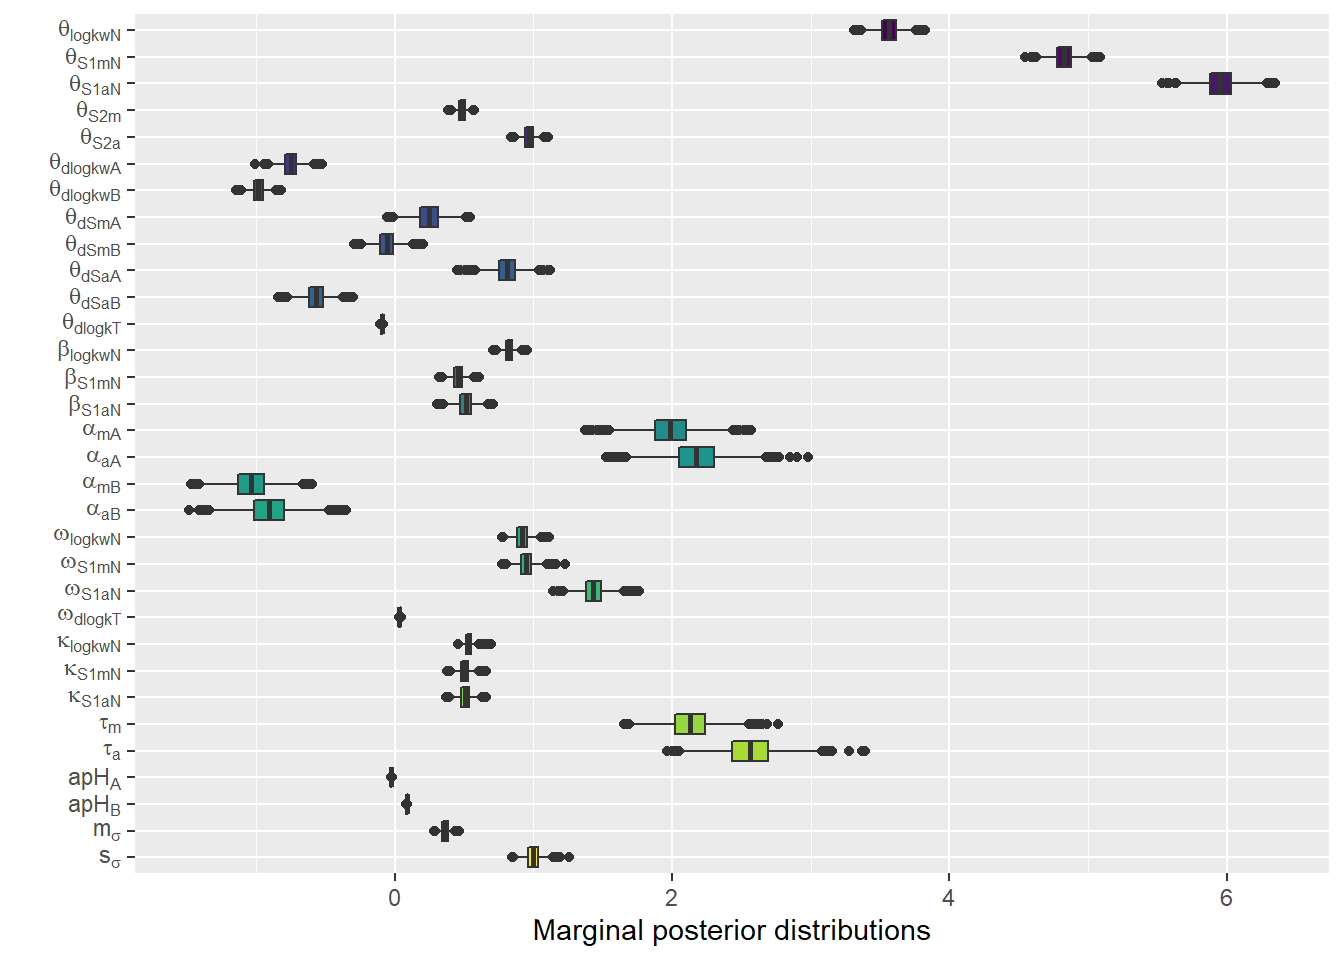 θlogkwN
θS1mN
θS1aN
θS2m
θS2a
θdlogkwA
θdlogkwB
θdSmA
θdSmB
θdSaA
θdSaB
θdlogkT
βlogkwN
βS1mN
βS1aN
αmA
αaA
αmB
αaB
ωlogkwN
ωS1mN
ωS1aN
ωdlogkT
κlogkwN
κS1mN
κS1aN
τm
τa
apHA
apHB
mσ
sσ
0 2 4 6
Marginal posterior distributions